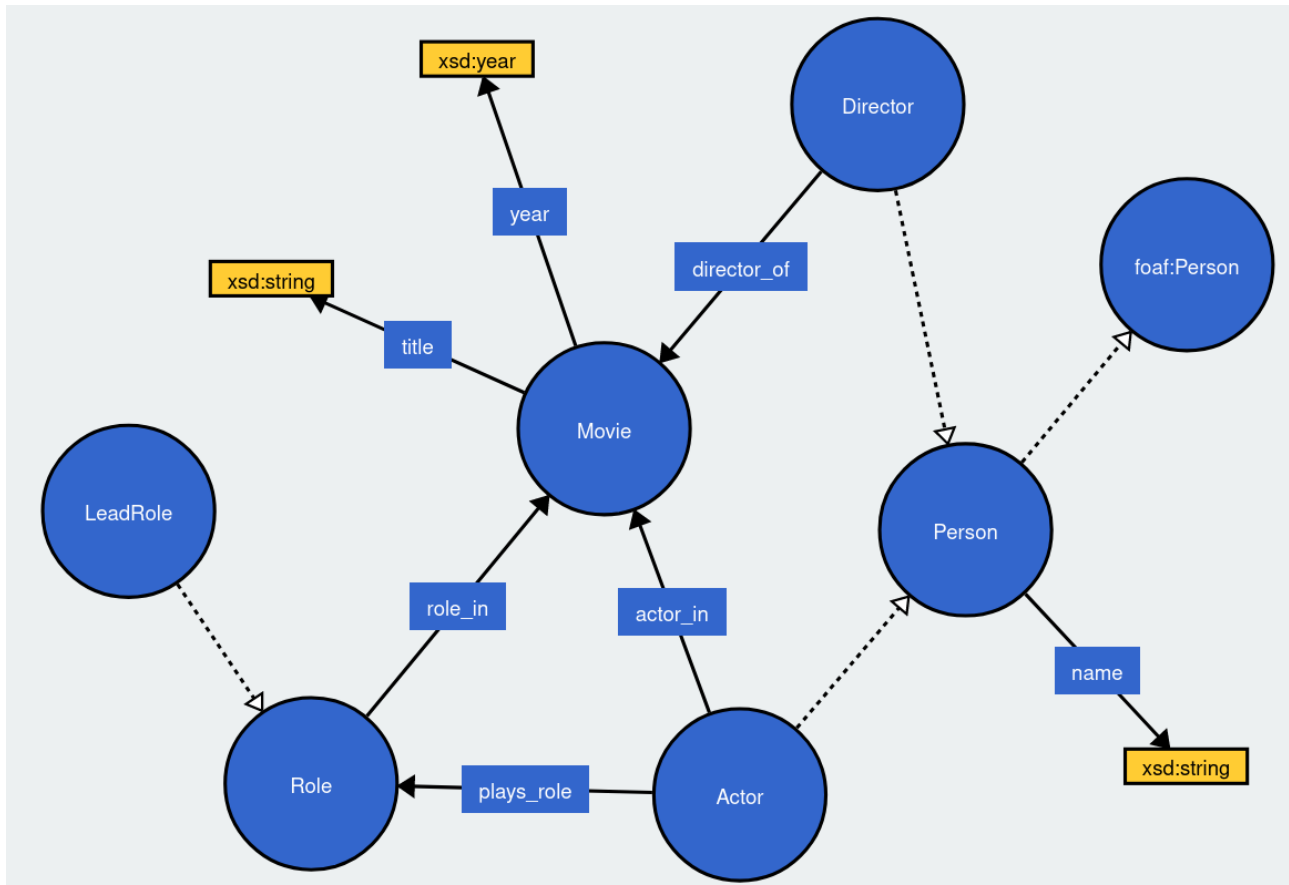 xsd:year
Director
year
director_of
foaf:Person
xsd:string
title
Movie
LeadRole
Person
role_in
actor_in
name
xsd:string
Role
plays_role
Actor